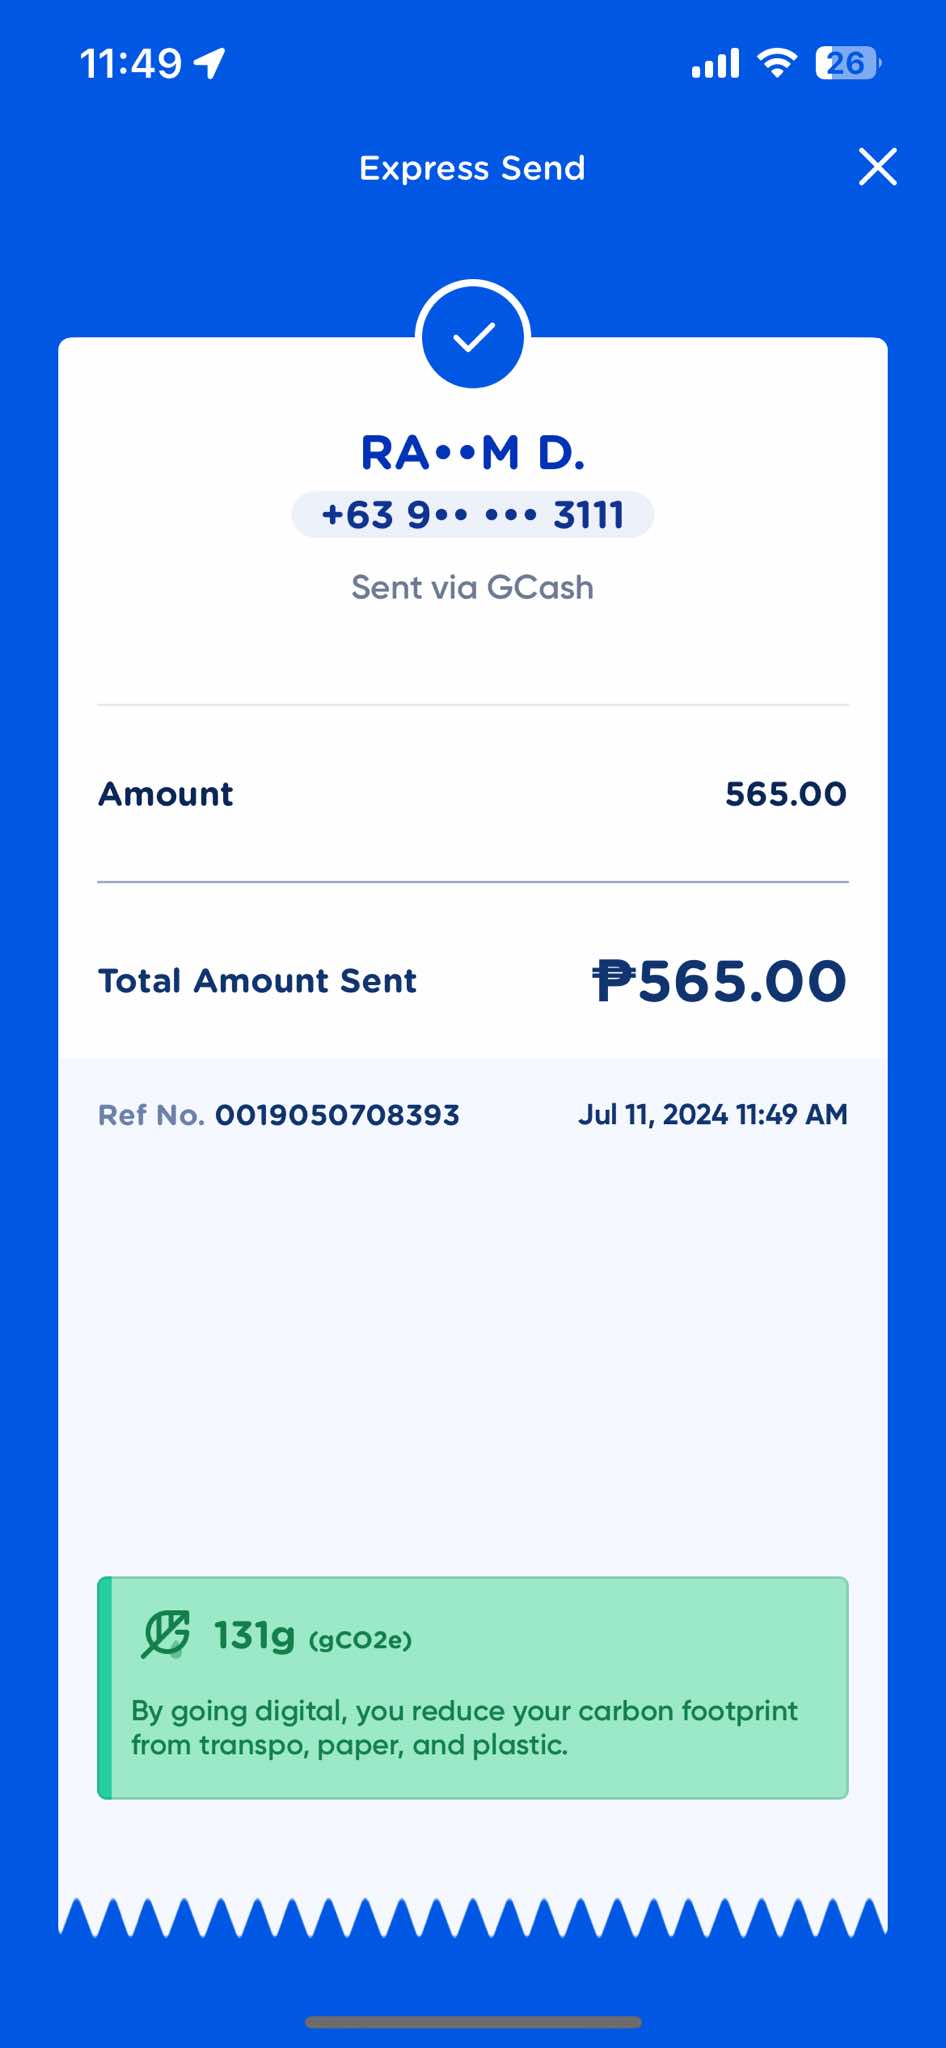 11:49
26
Express Send
RA••M D.
+63 9•• ••• 3111
Sent via GCash
Amount 565.00
Total Amount Sent ₱565.00
Ref No. 0019050708393 Jul 11, 2024 11:49 AM
131g (gCO2e)
By going digital, you reduce your carbon footprint
from transpo, paper, and plastic.